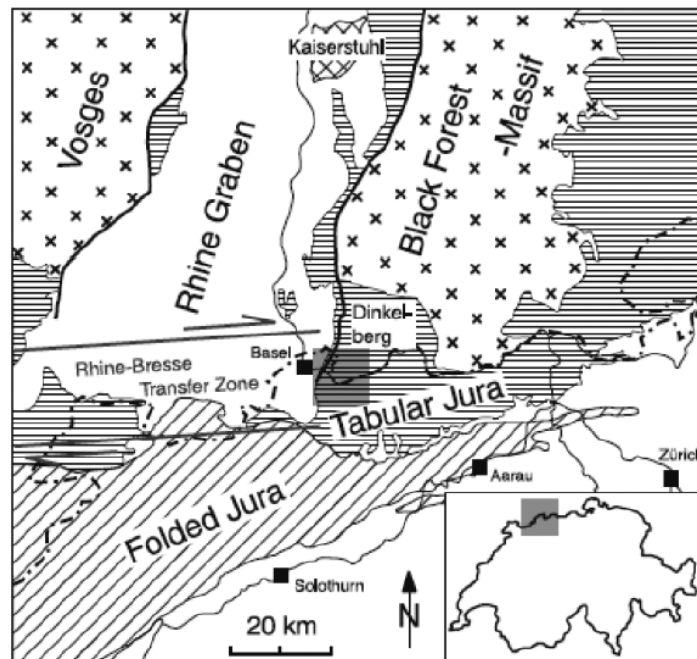 Kaiserstuhl
Vosges
Rhine Graben
Black Forest
-Massif
Dinkel-
berg
Basel
Rhine-Bresse
Transfer Zone
Tabular Jura
Folded Jura
Aarau
Zürich
Solothurn
N
20 km